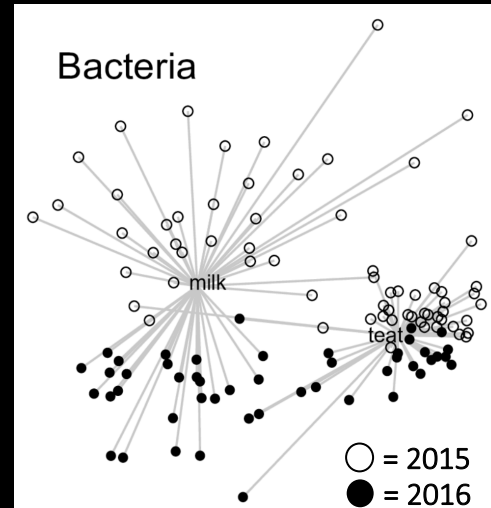 Bacteria
milk
teat
= 2015
= 2016